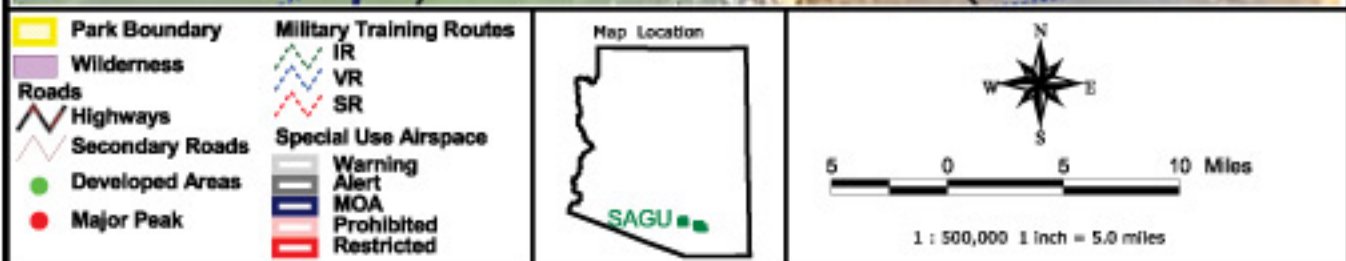 Park Boundary
Wilderness
Roads
Highways
Secondary Roads
Developed Areas
Major Peak
Military Training Routes
IR
VR
SR
Special Use Airspace
Warning
Alert
MOA
Prohibited
Restricted
Map Location
SAGU
N
W E
S
5 0 5 10 Miles
1 : 500,000 1 inch = 5.0 miles